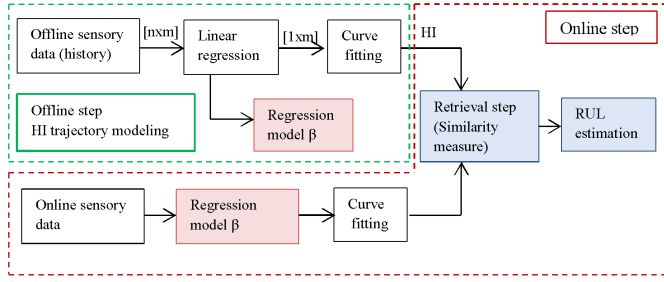 Offline sensory
data (history)
[nxm]
Linear
regression
[1xm]
Curve
fitting
HI
Online step
Offline step
HI trajectory modeling
Regression
model β
Retrieval step
(Similarity
measure)
RUL
estimation
Online sensory
data
Regression
model β
Curve
fitting